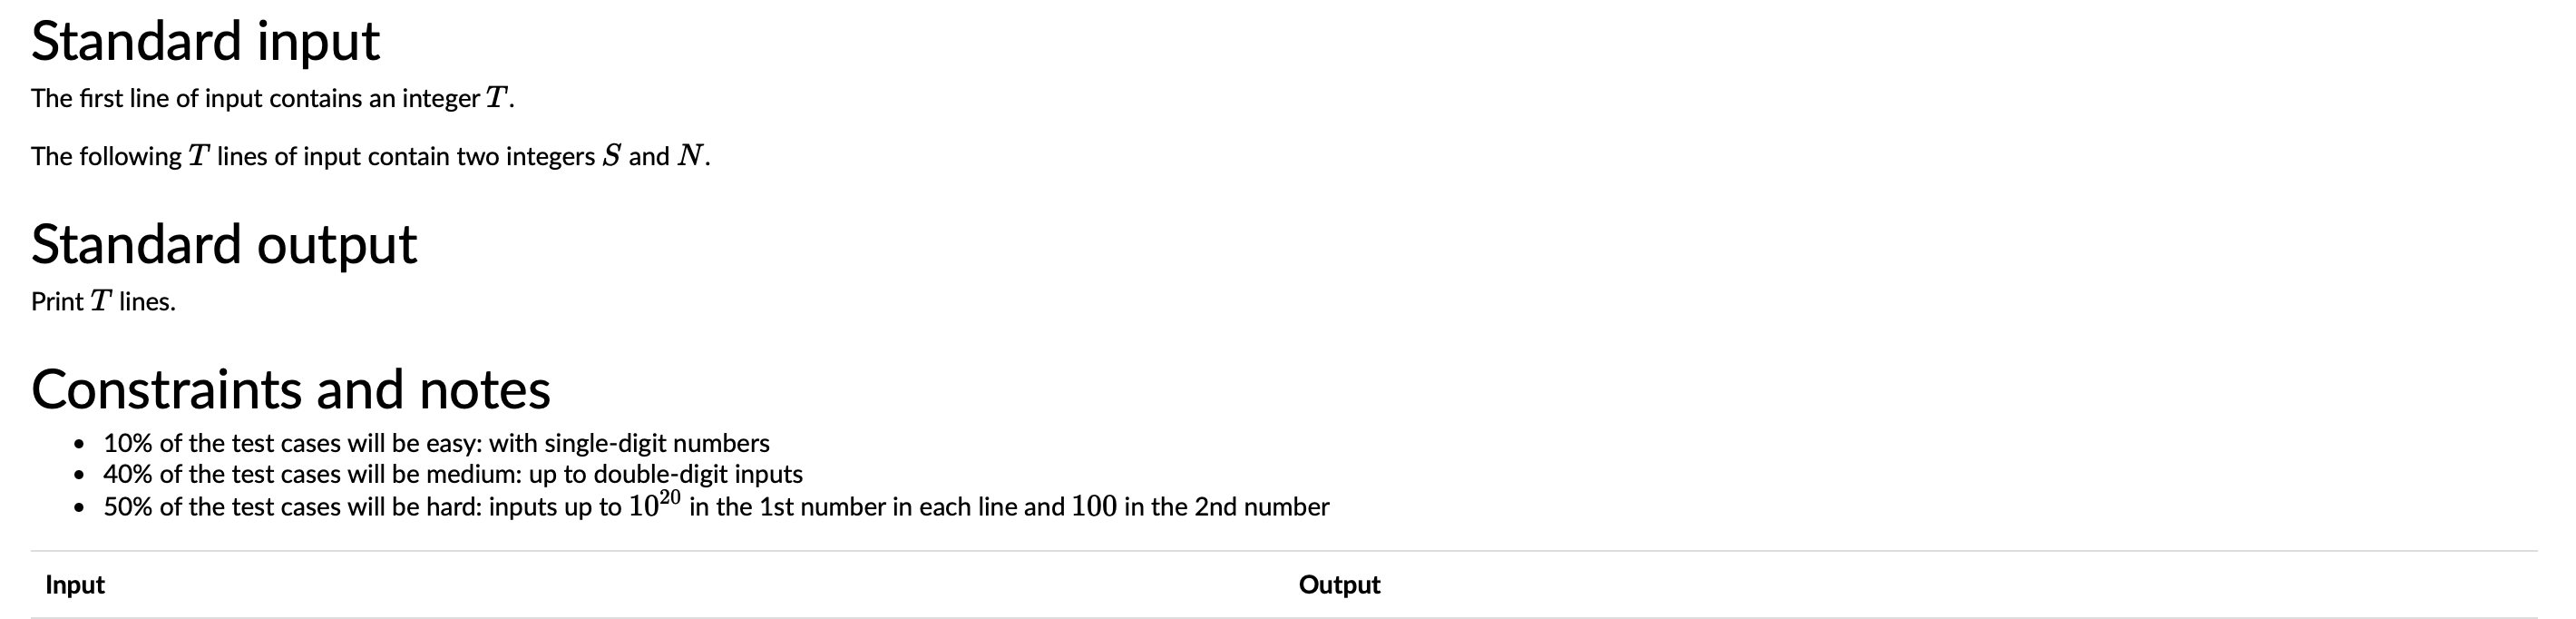 Standard input
The first line of input contains an integer T.
The following T lines of input contain two integers S and N.
Standard output
Print T lines.
Constraints and notes
• 10% of the test cases will be easy: with single-digit numbers
• 40% of the test cases will be medium: up to double-digit inputs
• 50% of the test cases will be hard: inputs up to 10^20 in the 1st number in each line and 100 in the 2nd number
Input Output